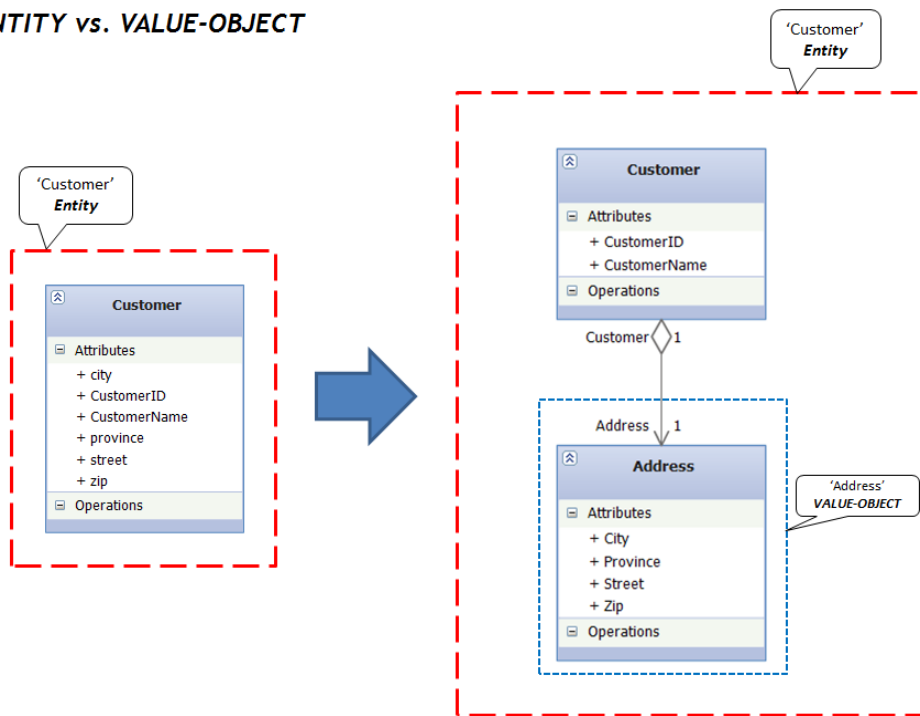 NTITY vs. VALUE-OBJECT
'Customer'
Entity
Customer
Attributes
+ city
+ CustomerID
+ CustomerName
+ province
+ street
+ zip
Operations
'Customer'
Entity
Customer
Attributes
+ CustomerID
+ CustomerName
Operations
Customer 1
Address 1
Address
Attributes
+ City
+ Province
+ Street
+ Zip
Operations
'Address'
VALUE-OBJECT